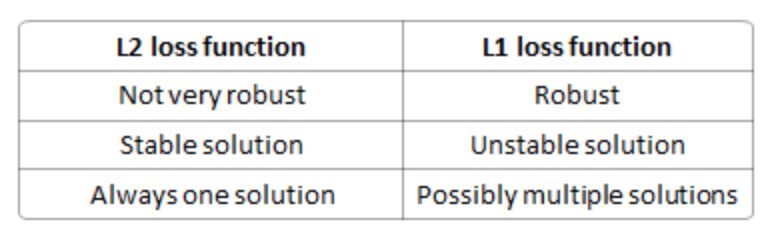 L2 loss function L1 loss function
Not very robust Robust
Stable solution Unstable solution
Always one solution Possibly multiple solutions